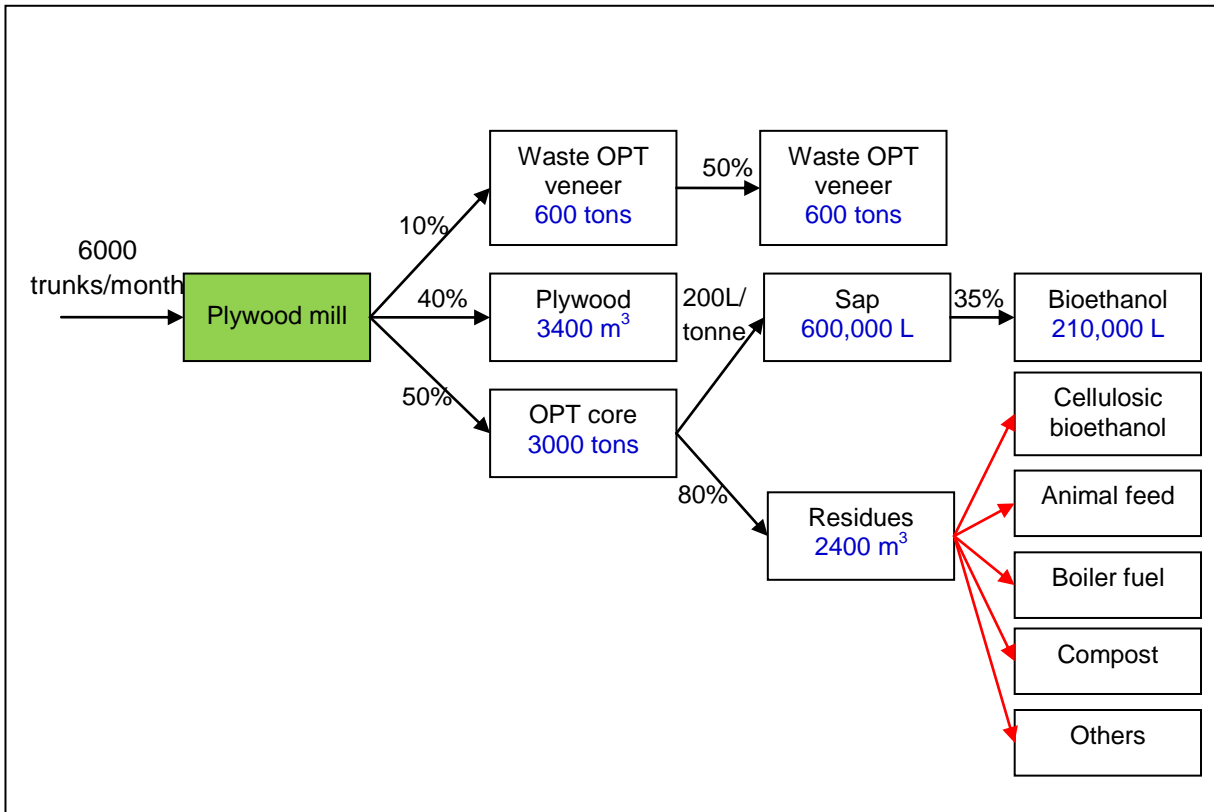 6000
trunks/month
Plywood mill
10%
40%
50%
Waste OPT
veneer
600 tons
50%
Waste OPT
veneer
600 tons
Plywood
3400 m³
OPT core
3000 tons
200L/
tonne
80%
Sap
600,000 L
35%
Bioethanol
210,000 L
Residues
2400 m³
Cellulosic
bioethanol
Animal feed
Boiler fuel
Compost
Others